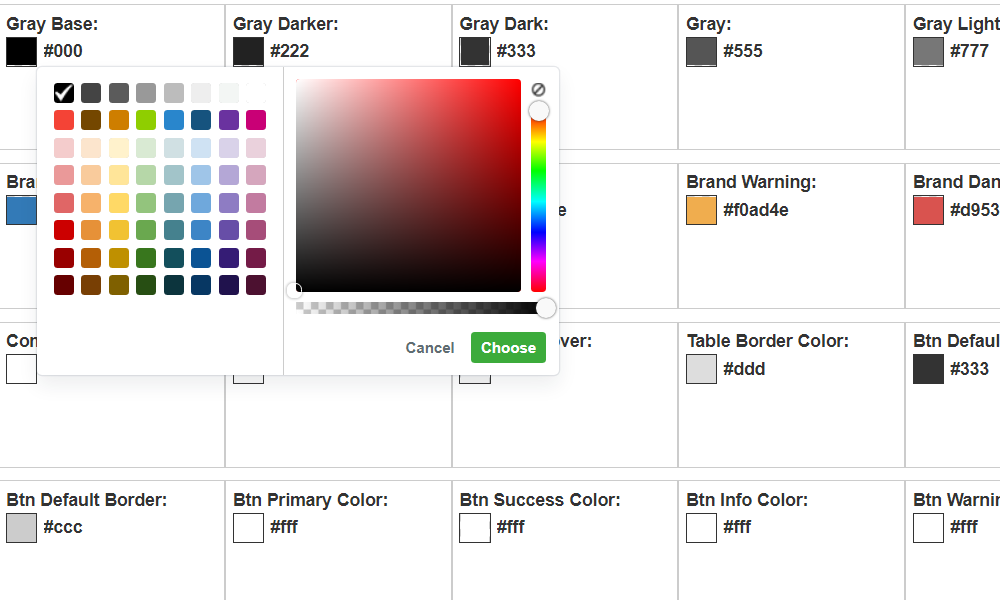 Gray Base:
#000
Gray Darker:
#222
Gray Dark:
#333
Gray:
#555
Gray Light
#777
Bra
e
Brand Warning:
#f0ad4e
Brand Dan
#d953
Cancel
Choose
Con
ver:
Table Border Color:
#ddd
Btn Defaul
#333
Btn Default Border:
#ccc
Btn Primary Color:
#fff
Btn Success Color:
#fff
Btn Info Color:
#fff
Btn Warnin
#fff